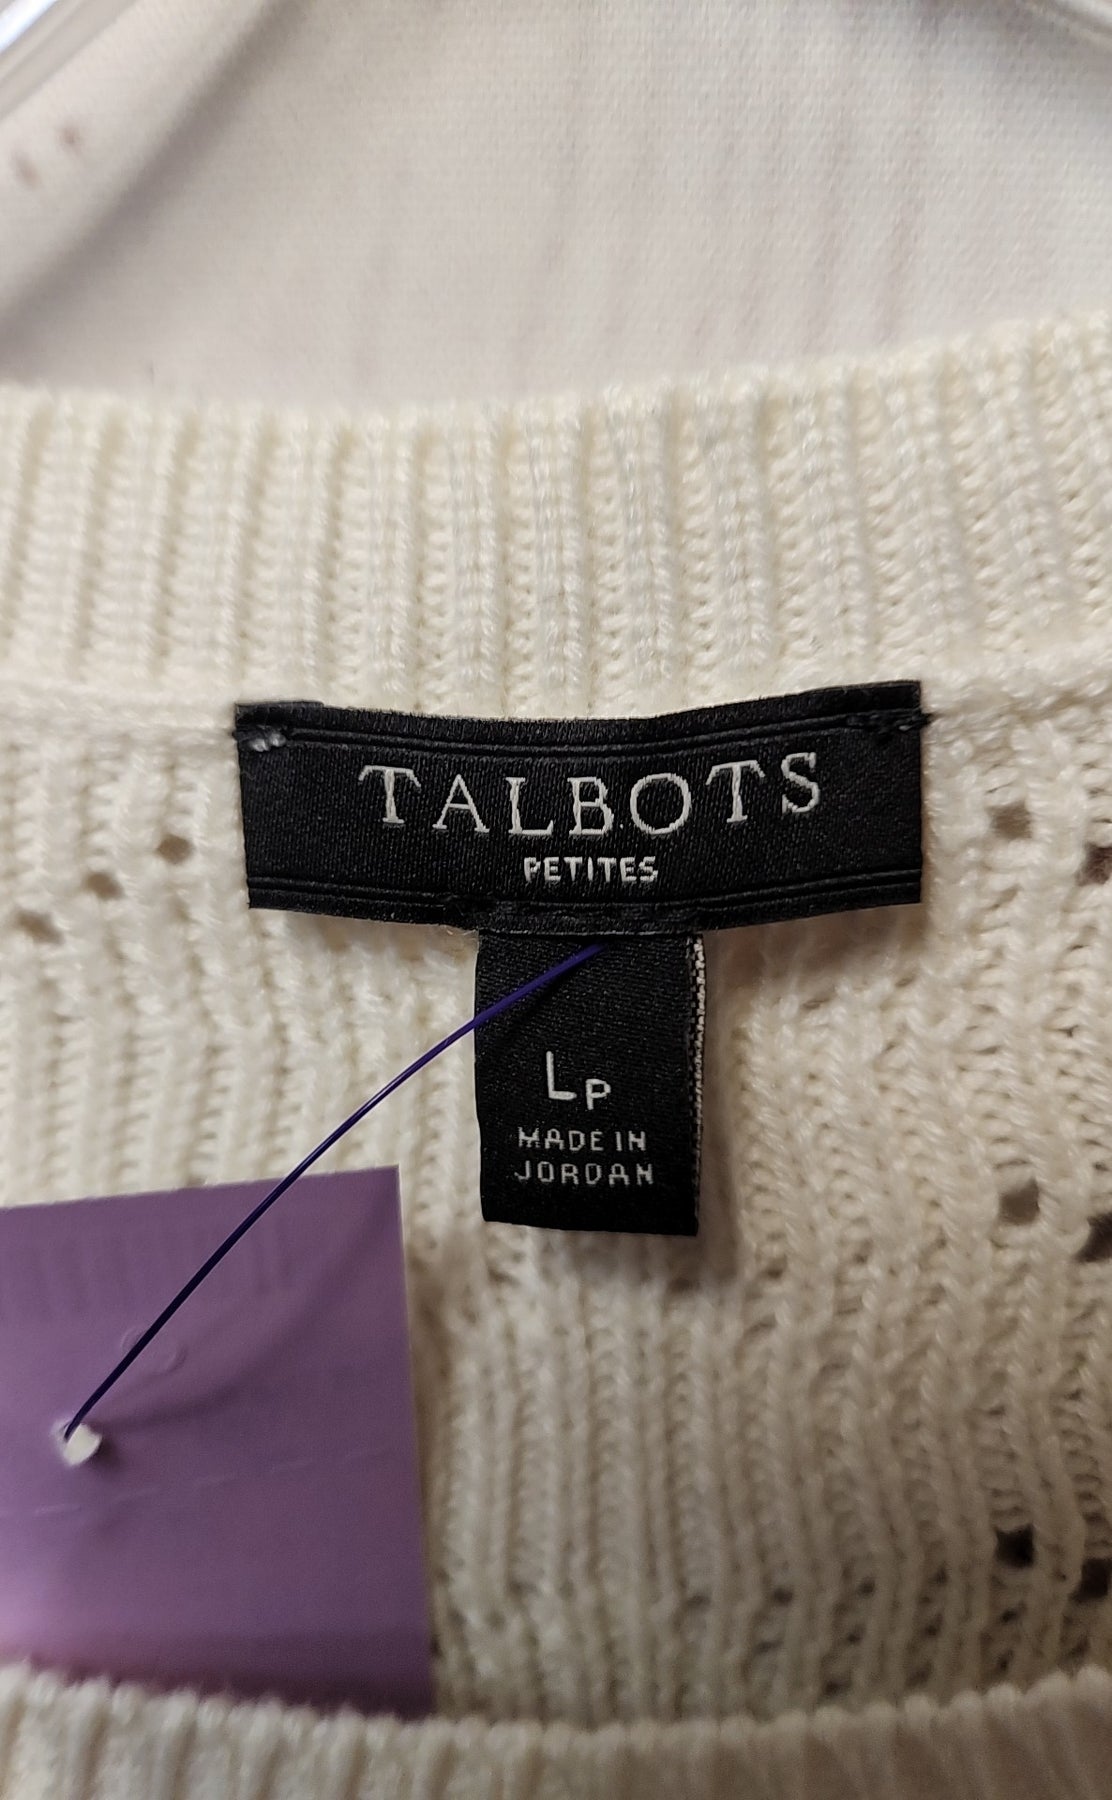 TALBOTS
PETITES
LP
MADE IN
JORDAN